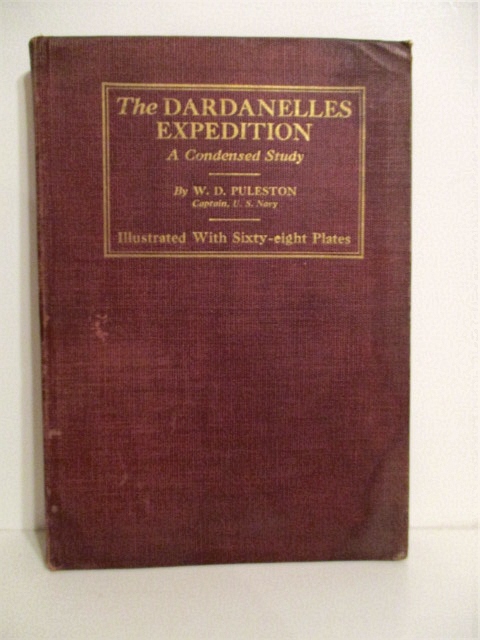 The DARDANELLES
EXPEDITION
A Condensed Study
By W. D. PULESTON
Captain, U. S. Navy
Illustrated With Sixty-eight Plates